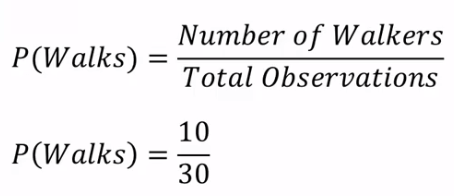 P(Walks) = Number of Walkers / Total Observations
P(Walks) = 10 / 30